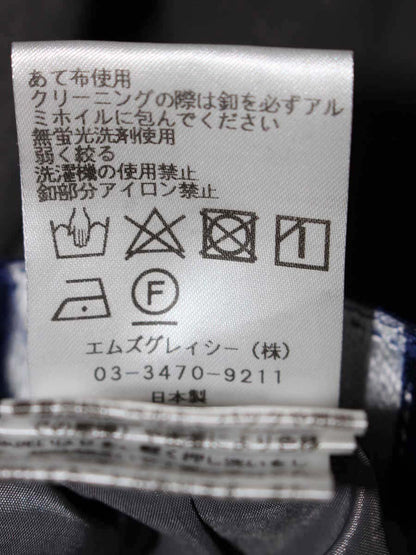 あて布使用
クリーニングの際は釦を必ずアル
ミホイルに包んでください
無蛍光洗剤使用
弱く絞る
洗濯機の使用禁止
釦部分アイロン禁止
F
エムズグレイシー(株)
03-3470-9211
日本製